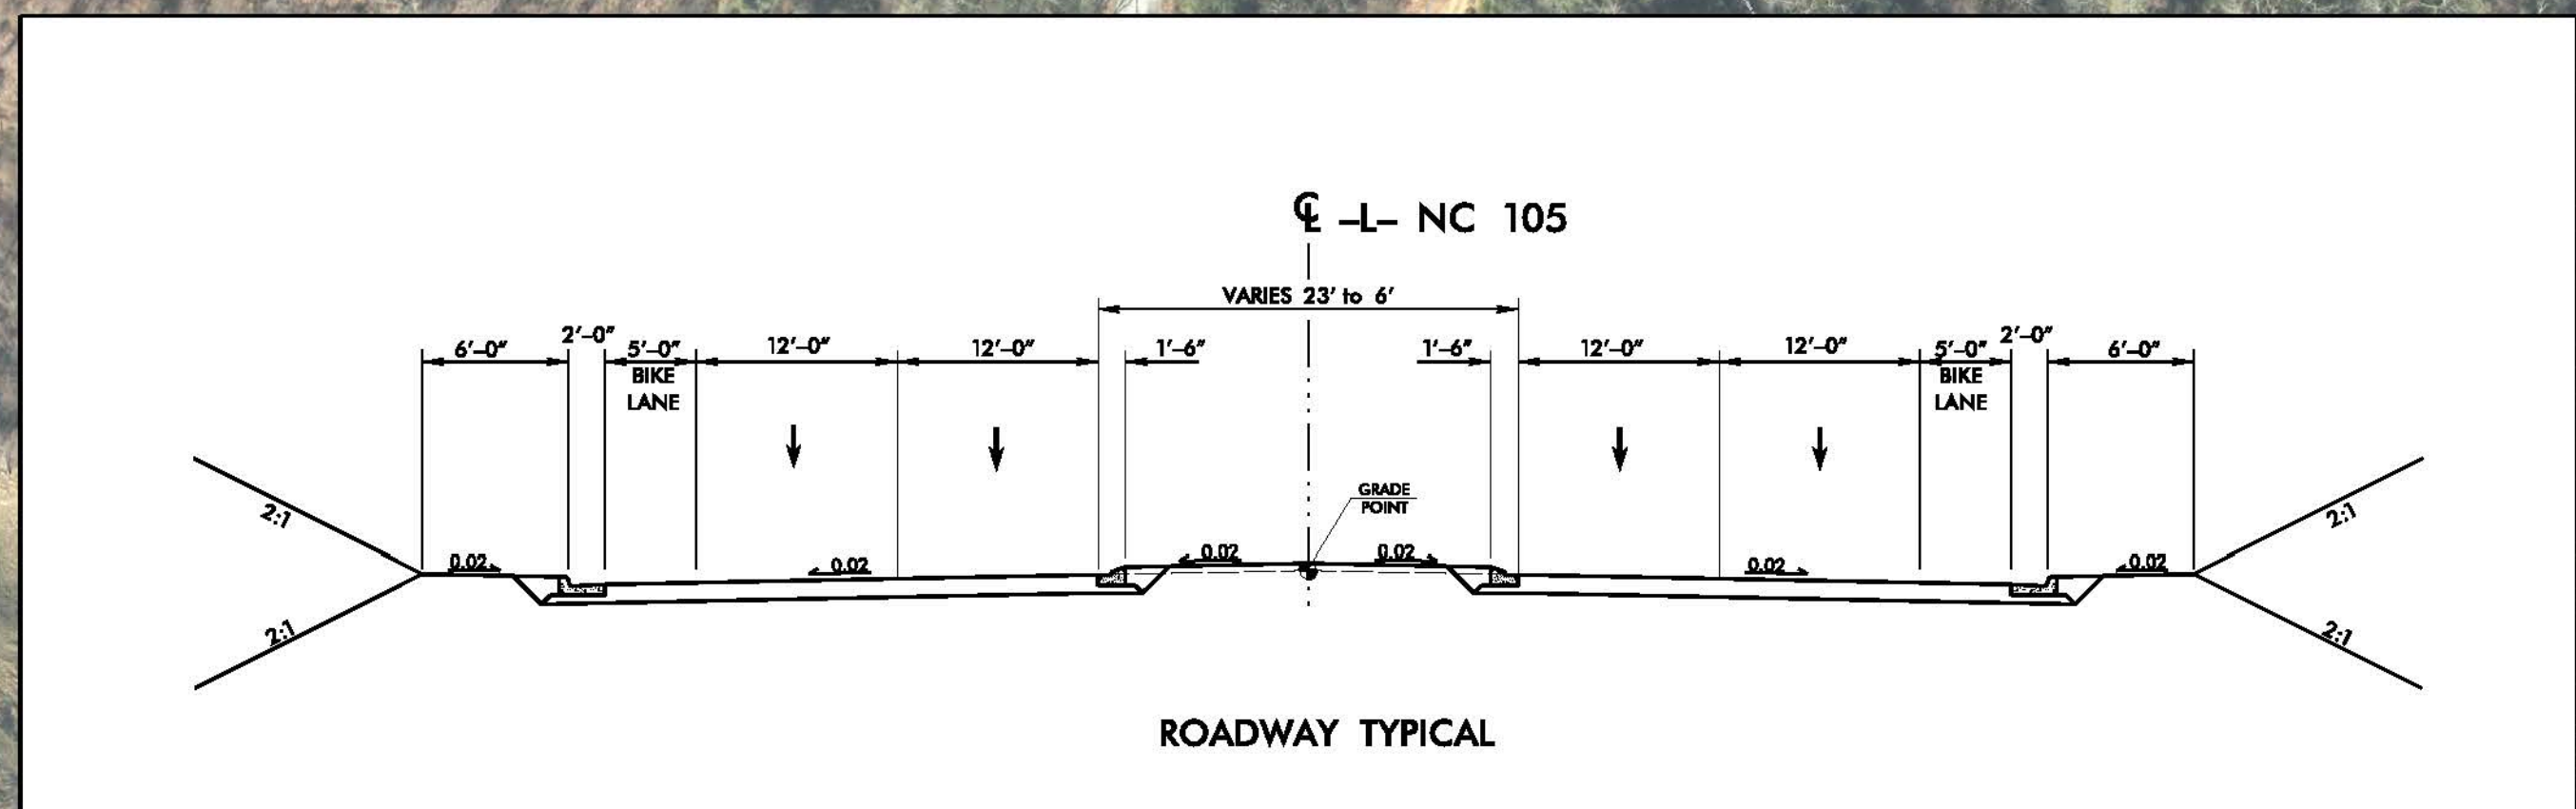 ℄ –L– NC 105
VARIES 23' to 6'
6'–0" 2'–0" 5'–0" 12'–0" 12'–0" 1'–6" 1'–6" 12'–0" 12'–0" 5'–0" 2'–0" 6'–0"
BIKE BIKE
LANE LANE
GRADE
POINT
2:1 2:1
0.02 0.02 0.02 0.02 0.02 0.02
2:1 2:1
ROADWAY TYPICAL